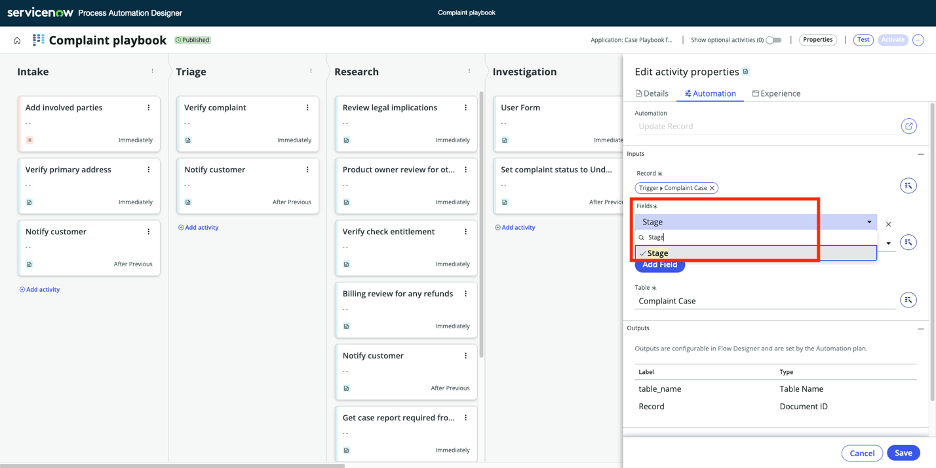 servicenow Process Automation Designer
Complaint playbook
Complaint playbook
Published
Application: Case Playbook f...
Show optional activities (0)
Properties
Test
Activate
Intake
Add involved parties
- -
Immediately
Verify primary address
- -
Immediately
Notify customer
- -
After Previous
Add activity
Triage
Verify complaint
- -
Immediately
Notify customer
- -
After Previous
Add activity
Research
Review legal implications
- -
Immediately
Product owner review for ot...
- -
Immediately
Verify check entitlement
- -
Immediately
Billing review for any refunds
- -
Immediately
Notify customer
- -
After Previous
Get case report required fro...
- -
Immediately
Investigation
User Form
- -
Immedia
Set complaint status to Und...
- -
After Previou
Add activity
Edit activity properties
Details
Automation
Experience
Automation
Update Record
Inputs
Record
Trigger Complaint Case
Fields
Stage
Stage
Stage
Add Field
Table
Complaint Case
Outputs
Outputs are configurable in Flow Designer and are set by the Automation plan.
Label Type
table_name Table Name
Record Document ID
Cancel
Save